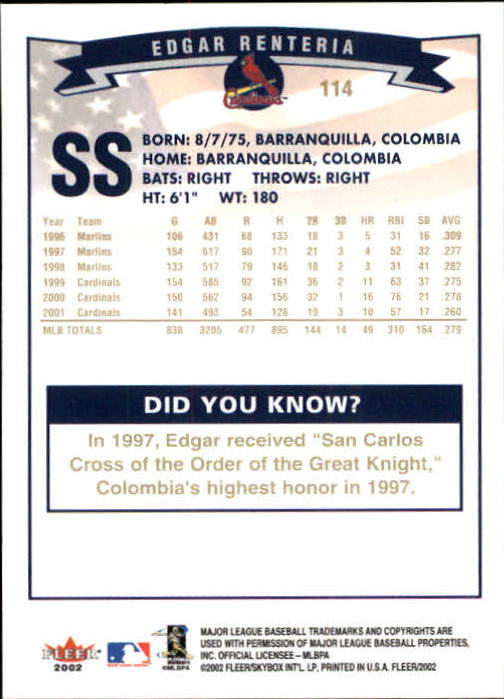 EDGAR RENTERIA
Cardinals
114
SS
BORN: 8/7/75, BARRANQUILLA, COLOMBIA
HOME: BARRANQUILLA, COLOMBIA
BATS: RIGHT THROWS: RIGHT
HT: 6'1" WT: 180
Year Team G AB R H 2B 3B HR RBI SB AVG
1996 Marlins 106 431 68 133 18 3 5 31 16 .309
1997 Marlins 154 617 90 171 21 3 4 52 32 .277
1998 Marlins 133 517 79 146 18 2 3 31 41 .282
1999 Cardinals 154 585 92 161 36 2 11 63 37 .275
2000 Cardinals 150 562 94 156 32 1 16 76 21 .278
2001 Cardinals 141 493 54 128 19 3 10 57 17 .260
MLB TOTALS 838 3205 477 895 144 14 49 310 164 .279
DID YOU KNOW?
In 1997, Edgar received "San Carlos
Cross of the Order of the Great Knight,"
Colombia's highest honor in 1997.
FLEER
2002
©MLBPA
MAJOR LEAGUE BASEBALL TRADEMARKS AND COPYRIGHTS ARE
USED WITH PERMISSION OF MAJOR LEAGUE BASEBALL PROPERTIES,
INC. OFFICIAL LICENSEE - MLBPA
©2002 FLEER/SKYBOX INT'L. LP, PRINTED IN U.S.A. FLEER/2002